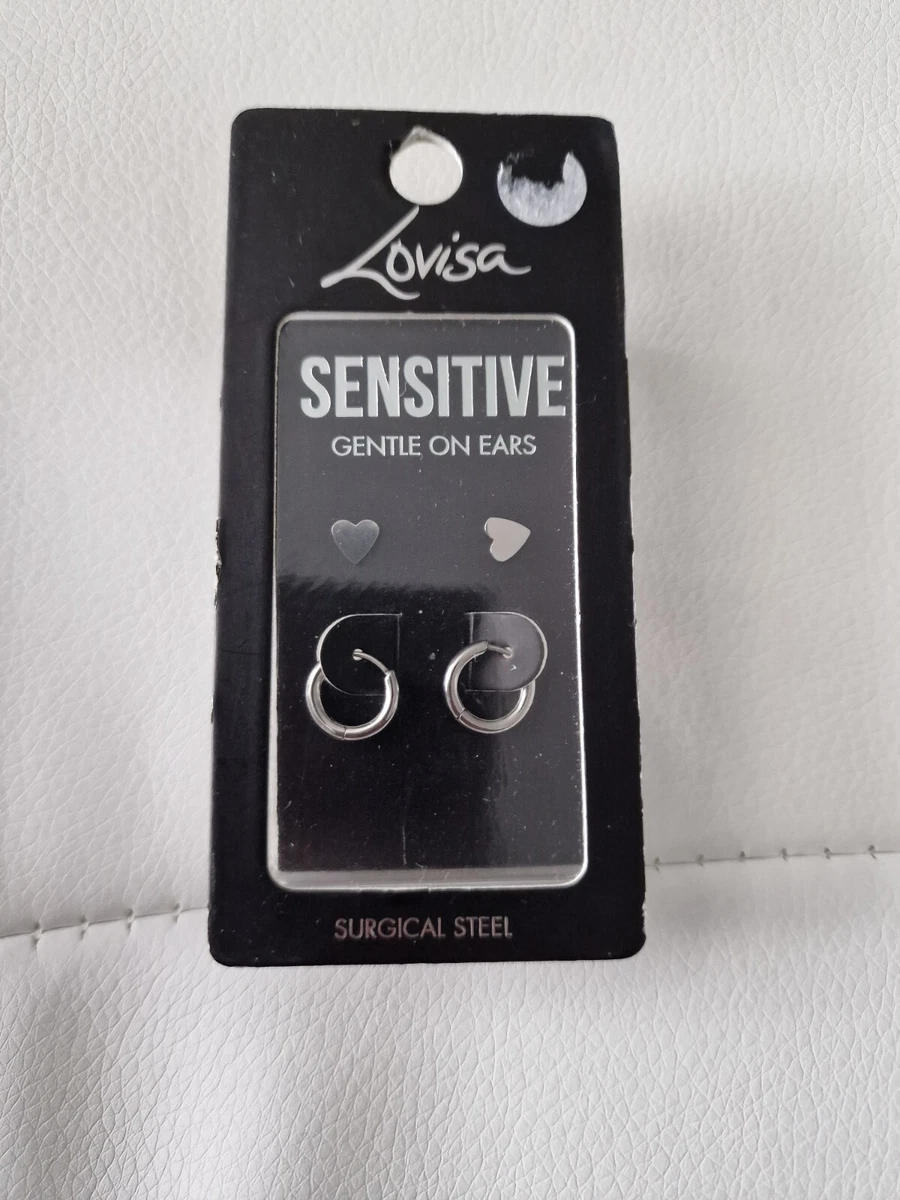 Lovisa
SENSITIVE
GENTLE ON EARS
SURGICAL STEEL